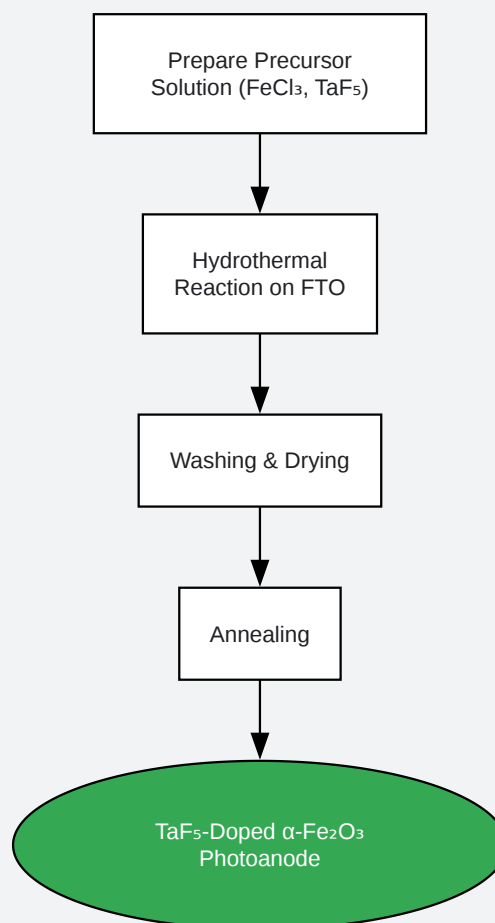 Prepare Precursor
Solution (FeCl₃, TaF₅)
Hydrothermal
Reaction on FTO
Washing & Drying
Annealing
TaF₅-Doped α-Fe₂O₃
Photoanode